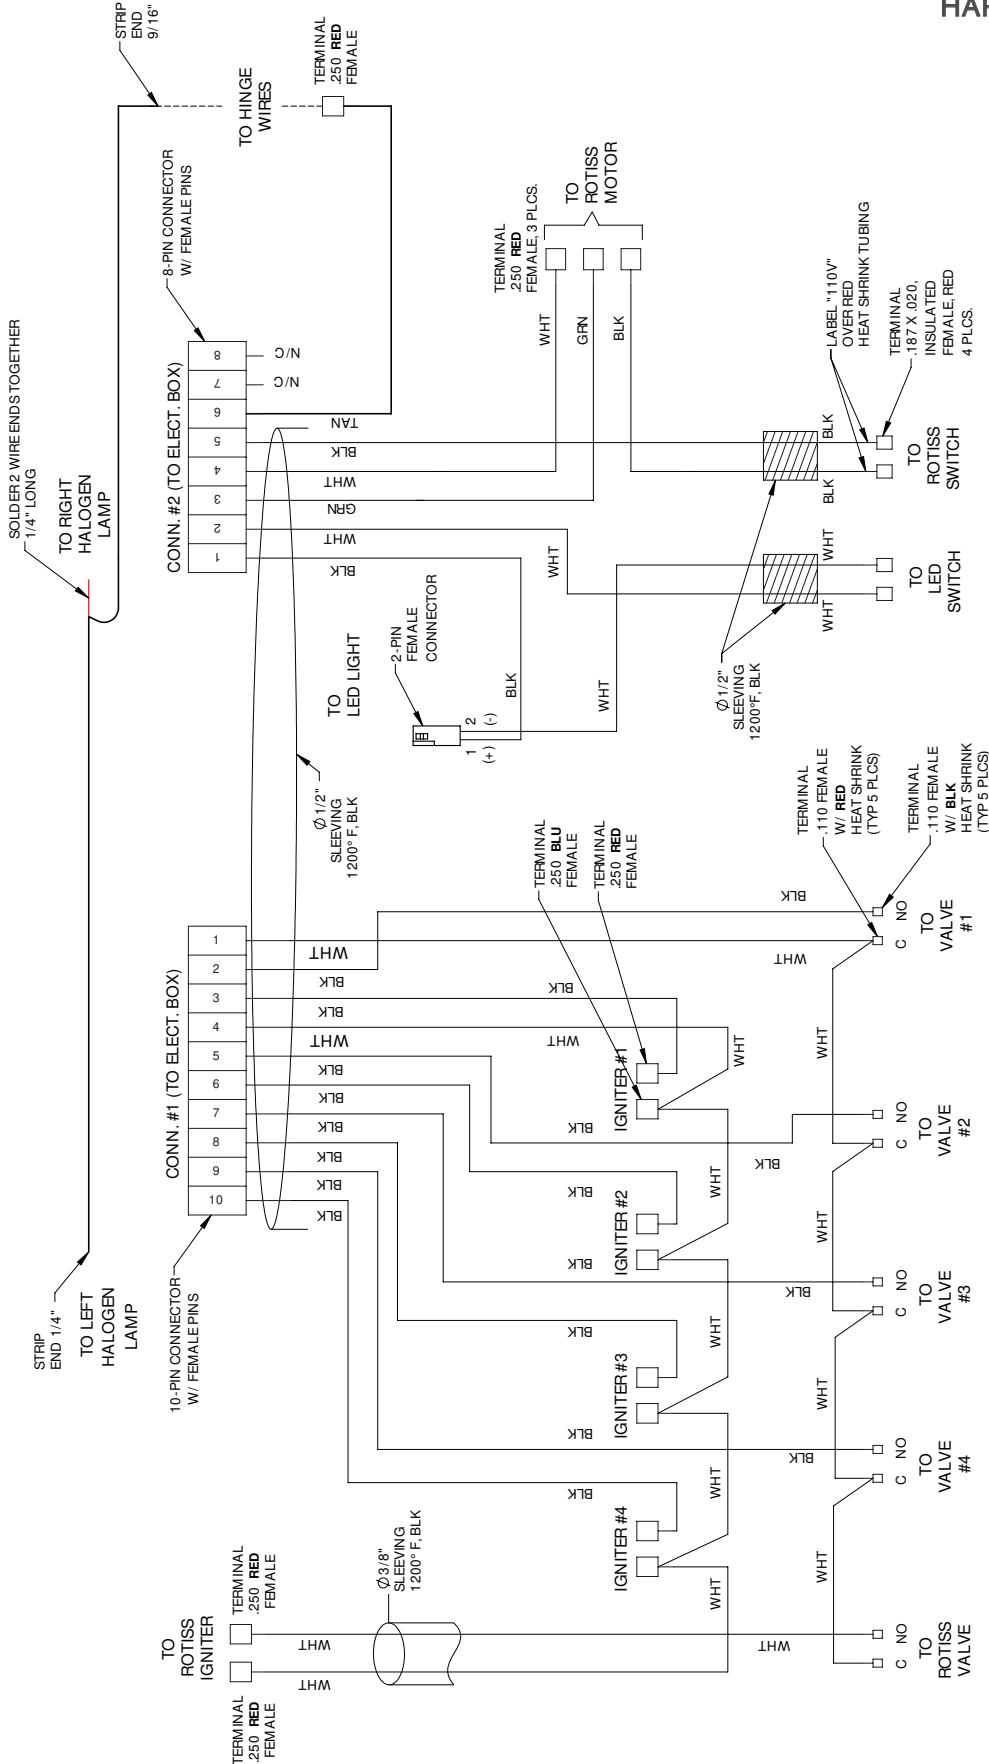 HAR
STRIP
END
9/16"
TERMINAL
.250 RED
FEMALE
TO HINGE
WIRES
8-PIN CONNECTOR
W/ FEMALE PINS
SOLDER 2 WIRE ENDS TOGETHER
1/4" LONG
TO RIGHT
HALOGEN
LAMP
CONN. #2 (TO ELECT. BOX)
8
7
6
5
4
3
2
1
N/C
N/C
TAN
BLK
WHT
GRN
WHT
BLK
TERMINAL
.250 RED
FEMALE, 3 PLCS.
TO
ROTISS
MOTOR
WHT
GRN
BLK
LABEL "110V"
OVER RED
HEAT SHRINK TUBING
TERMINAL
.187 X .020,
INSULATED
FEMALE, RED
4 PLCS.
BLK
BLK
TO
ROTISS
SWITCH
WHT
WHT
WHT
TO
LED
SWITCH
Ø 1/2"
SLEEVING
1200°F, BLK
TO
LED LIGHT
2-PIN
FEMALE
CONNECTOR
1
2
(+)
(-)
BLK
WHT
Ø 1/2"
SLEEVING
1200° F, BLK
STRIP
END 1/4"
TO LEFT
HALOGEN
LAMP
10-PIN CONNECTOR
W/ FEMALE PINS
CONN. #1 (TO ELECT. BOX)
1
2
3
4
5
6
7
8
9
10
WHT
BLK
BLK
WHT
BLK
BLK
BLK
BLK
BLK
BLK
TERMINAL
.250 BLU
FEMALE
TERMINAL
.250 RED
FEMALE
TERMINAL
.110 FEMALE
W/ RED
HEAT SHRINK
(TYP 5 PLCS)
TERMINAL
.110 FEMALE
W/ BLK
HEAT SHRINK
(TYP 5 PLCS)
BLK
WHT
BLK
WHT
WHT
IGNITER #1
BLK
BLK
WHT
IGNITER #2
BLK
BLK
BLK
WHT
IGNITER #3
BLK
BLK
BLK
WHT
IGNITER #4
BLK
WHT
C
NO
TO
VALVE
#1
WHT
C
NO
TO
VALVE
#2
WHT
C
NO
TO
VALVE
#3
WHT
C
NO
TO
VALVE
#4
WHT
C
NO
TO
ROTISS
VALVE
TO
ROTISS
IGNITER
TERMINAL
.250 RED
FEMALE
TERMINAL
.250 RED
FEMALE
WHT
WHT
WHT
Ø 3/8"
SLEEVING
1200° F, BLK